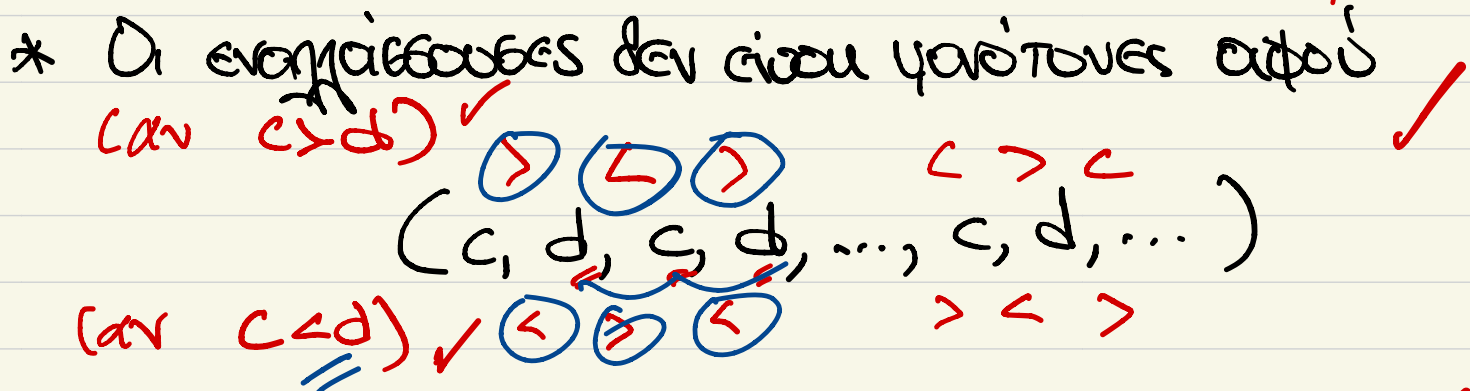 * Οι εναλλάσσουσες δεν είναι μονότονες αφού ✓
(αν c>d) ✓ > < > < > <
(c, d, c, d, ..., c, d, ...)
(αν c<d) ✓ < > < > < >